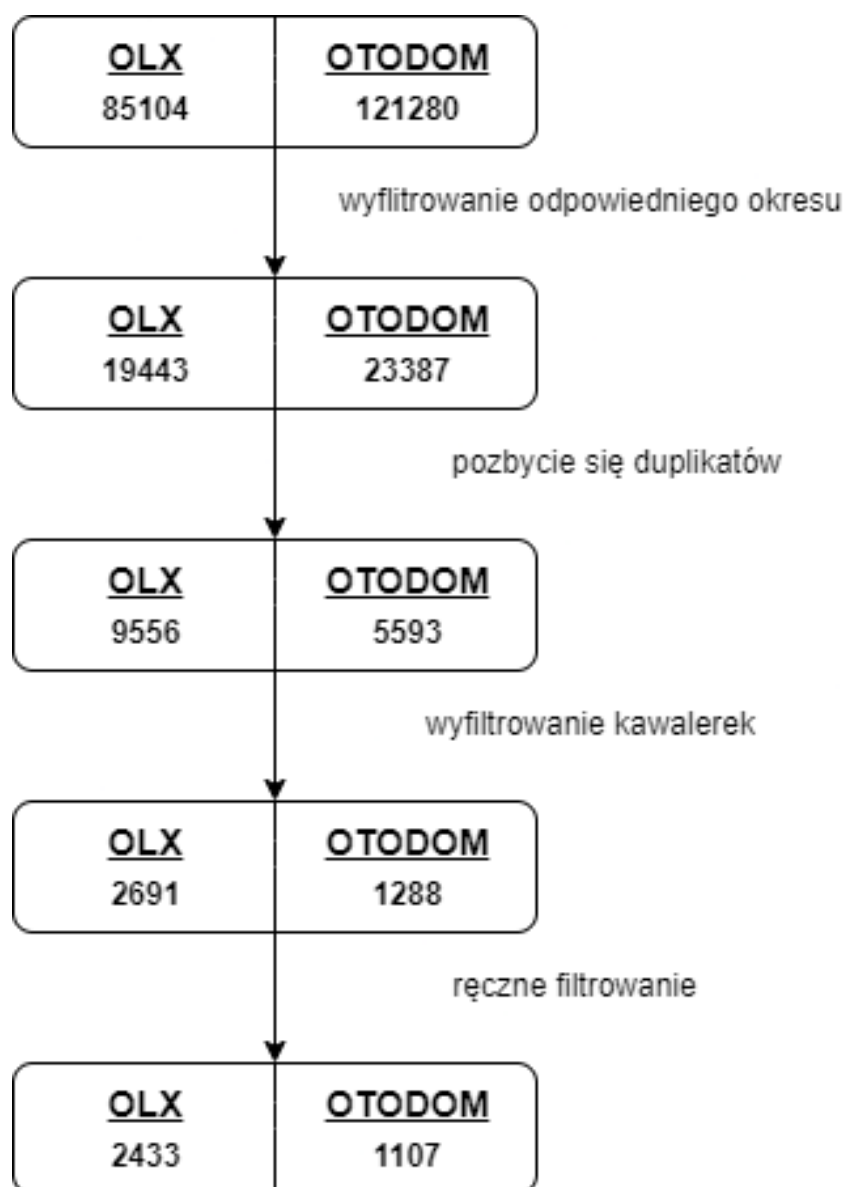 OLX OTODOM
85104 121280
wyflitrowanie odpowiedniego okresu
OLX OTODOM
19443 23387
pozbycie się duplikatów
OLX OTODOM
9556 5593
wyfiltrowanie kawalerek
OLX OTODOM
2691 1288
ręczne filtrowanie
OLX OTODOM
2433 1107